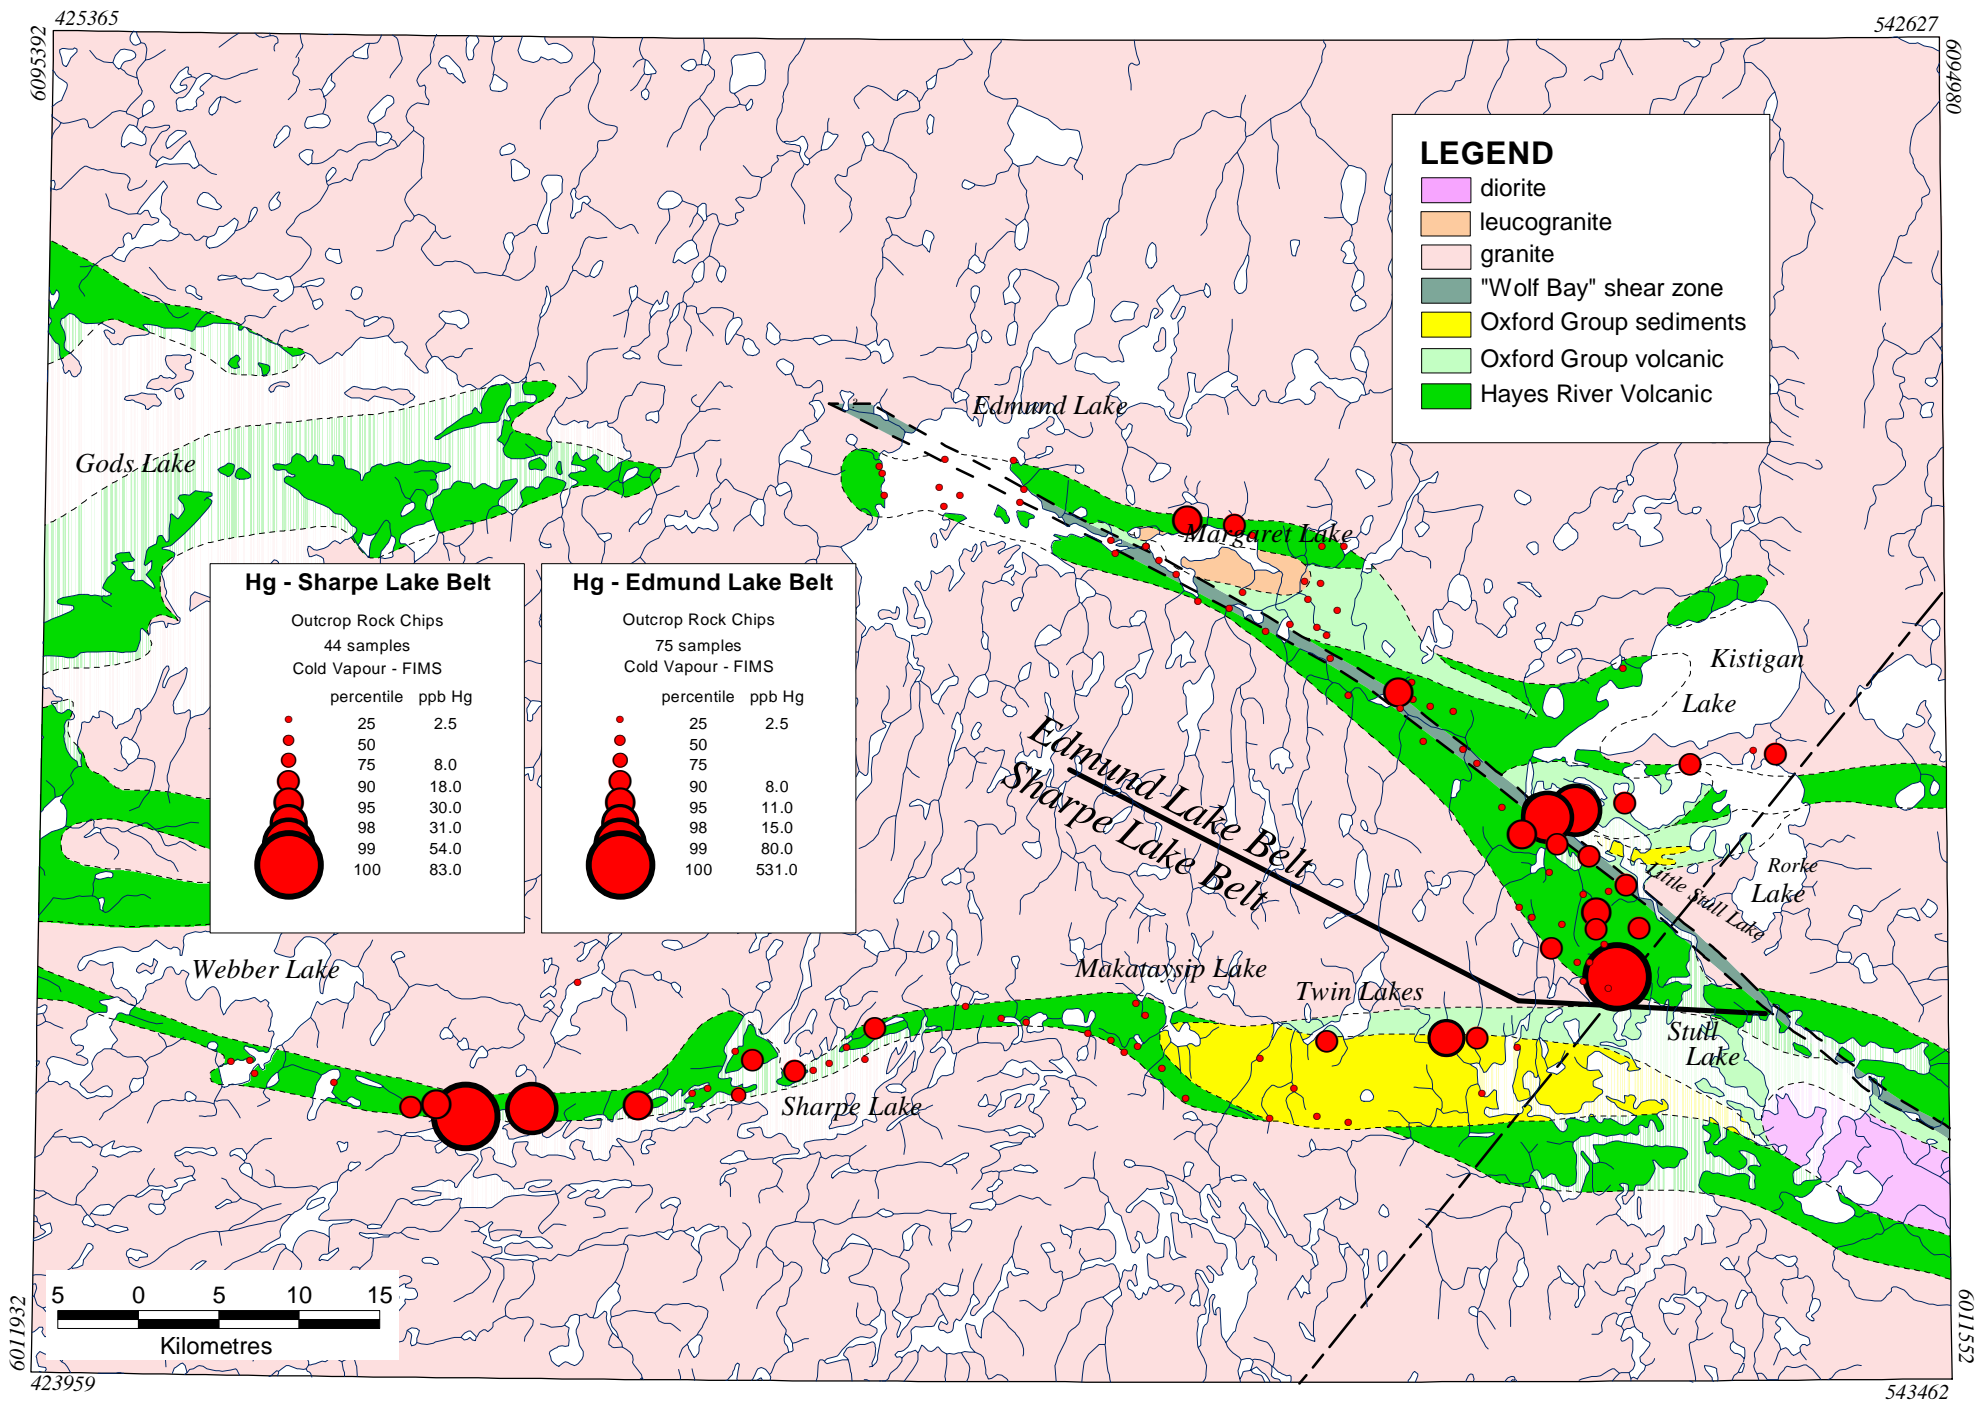 425365
542627
6095392
6094980
LEGEND
diorite
leucogranite
granite
"Wolf Bay" shear zone
Oxford Group sediments
Oxford Group volcanic
Hayes River Volcanic
Edmund Lake
Gods Lake
Margaret Lake
Hg - Sharpe Lake Belt
Outcrop Rock Chips
44 samples
Cold Vapour - FIMS
percentile ppb Hg
25 2.5
50
75 8.0
90 18.0
95 30.0
98 31.0
99 54.0
100 83.0
Hg - Edmund Lake Belt
Outcrop Rock Chips
75 samples
Cold Vapour - FIMS
percentile ppb Hg
25 2.5
50
75
90 8.0
95 11.0
98 15.0
99 80.0
100 531.0
Kistigan
Lake
Edmund Lake Belt
Sharpe Lake Belt
Rorke
Lake
Little Stull Lake
Webber Lake
Makataysip Lake
Twin Lakes
Stull
Lake
Sharpe Lake
5 0 5 10 15
Kilometres
6011932
6011552
423959
543462